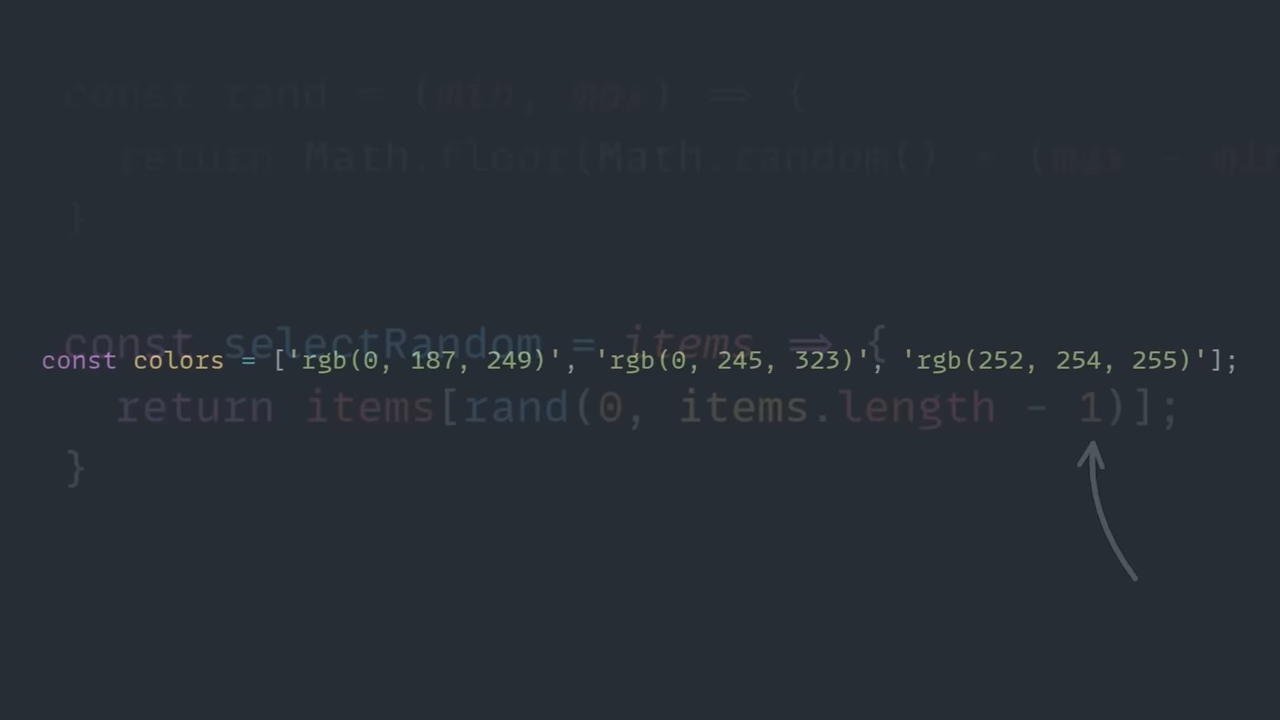 const rand = (min, max) => {
return Math.floor(Math.random() * (max - min
}
const selectRandom = items => {
const colors = ['rgb(0, 187, 249)', 'rgb(0, 245, 323)', 'rgb(252, 254, 255)'];
return items[rand(0, items.length - 1)];
}